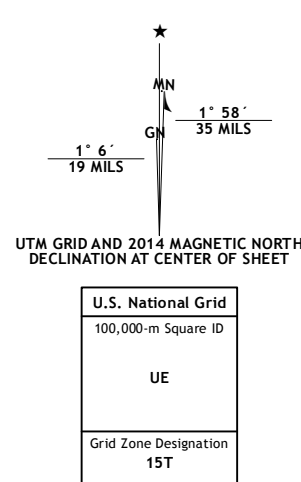 ★
MN
1° 58´
35 MILS
GN
1° 6´
19 MILS
UTM GRID AND 2014 MAGNETIC NORTH
DECLINATION AT CENTER OF SHEET
U.S. National Grid
100,000-m Square ID
UE
Grid Zone Designation
15T